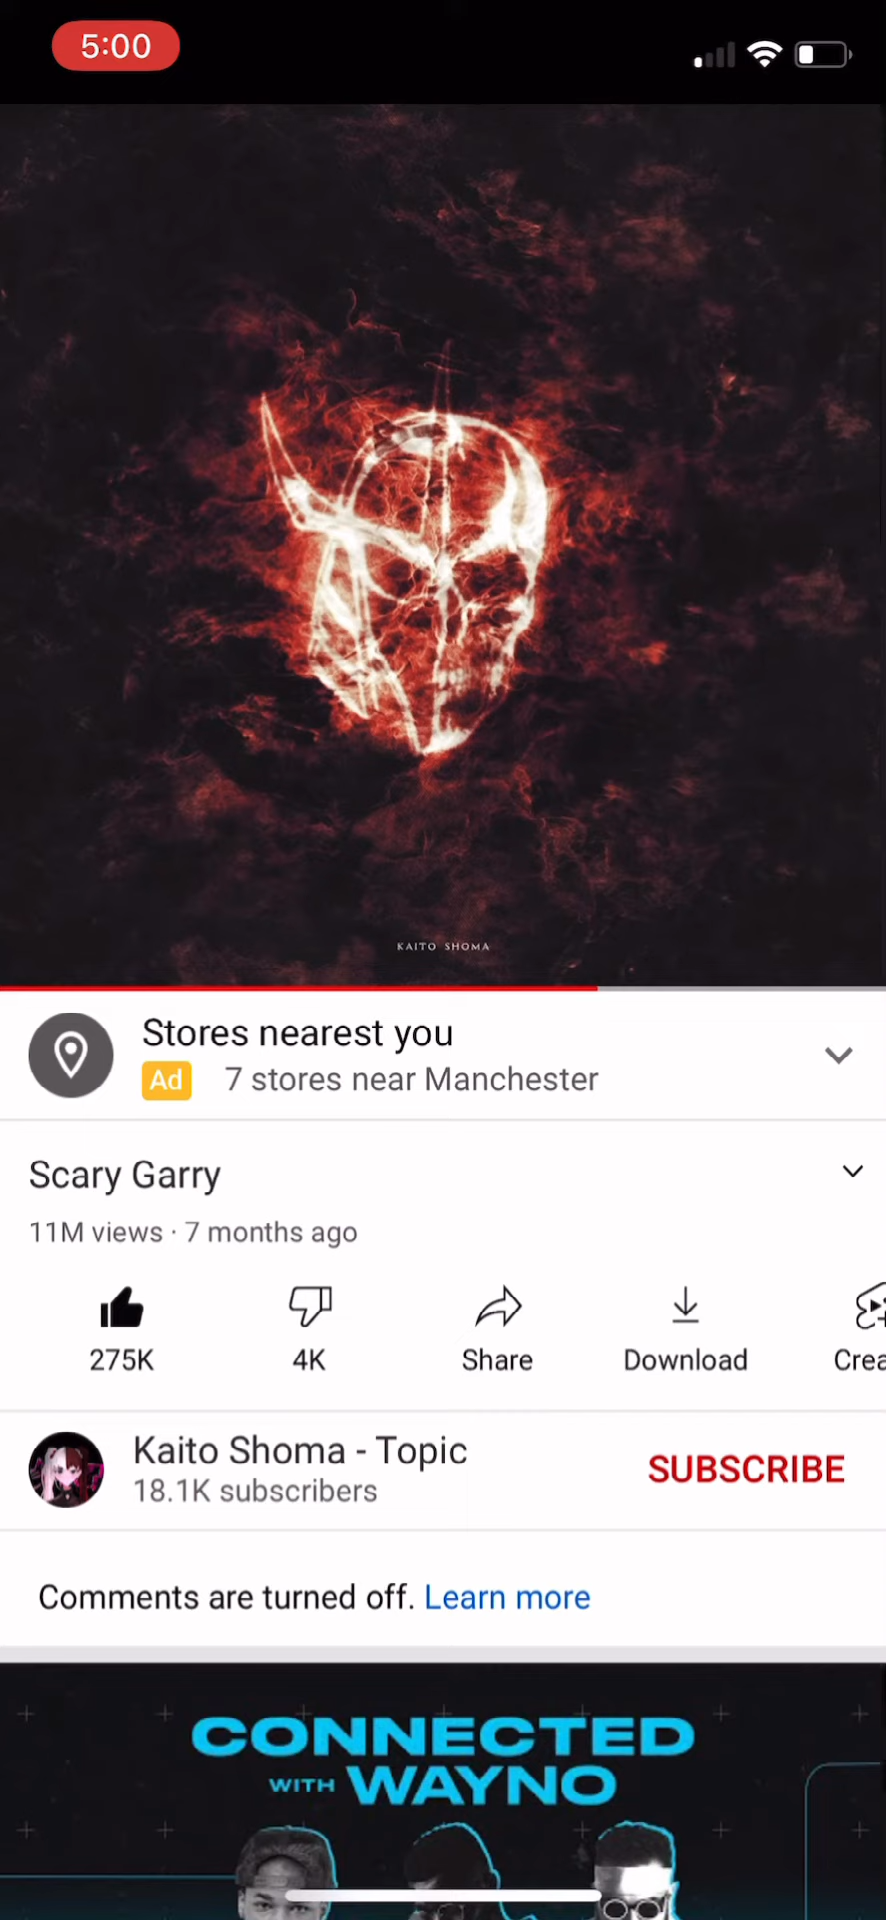 5:00
KAITO SHOMA
Stores nearest you
Ad 7 stores near Manchester
Scary Garry
11M views · 7 months ago
275K 4K Share Download Crea
Kaito Shoma - Topic
18.1K subscribers
SUBSCRIBE
Comments are turned off. Learn more
CONNECTED
WITH WAYNO